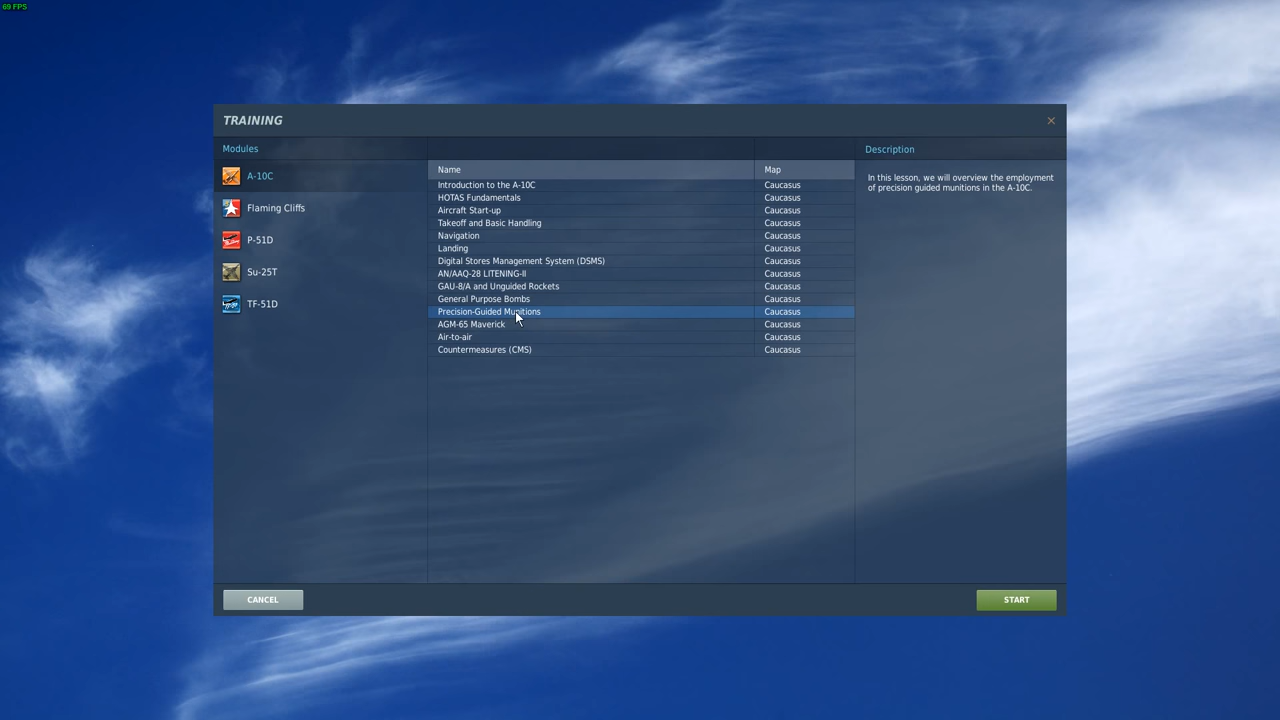 69 FPS
TRAINING
×
Modules
Description
A-10C
Flaming Cliffs
P-51D
Su-25T
TF-51D
Name Map
Introduction to the A-10C Caucasus
HOTAS Fundamentals Caucasus
Aircraft Start-up Caucasus
Takeoff and Basic Handling Caucasus
Navigation Caucasus
Landing Caucasus
Digital Stores Management System (DSMS) Caucasus
AN/AAQ-28 LITENING-II Caucasus
GAU-8/A and Unguided Rockets Caucasus
General Purpose Bombs Caucasus
Precision-Guided Munitions Caucasus
AGM-65 Maverick Caucasus
Air-to-air Caucasus
Countermeasures (CMS) Caucasus
In this lesson, we will overview the employment
of precision guided munitions in the A-10C.
CANCEL
START